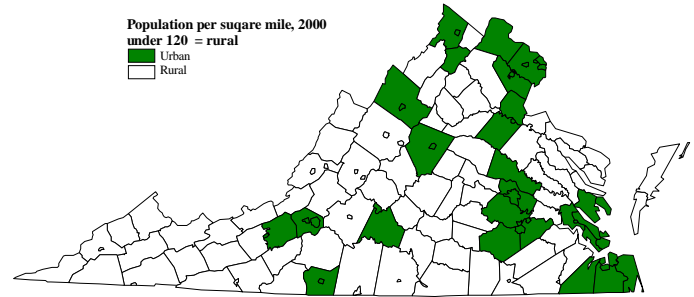 Population per suqare mile, 2000
under 120  = rural
Urban
Rural